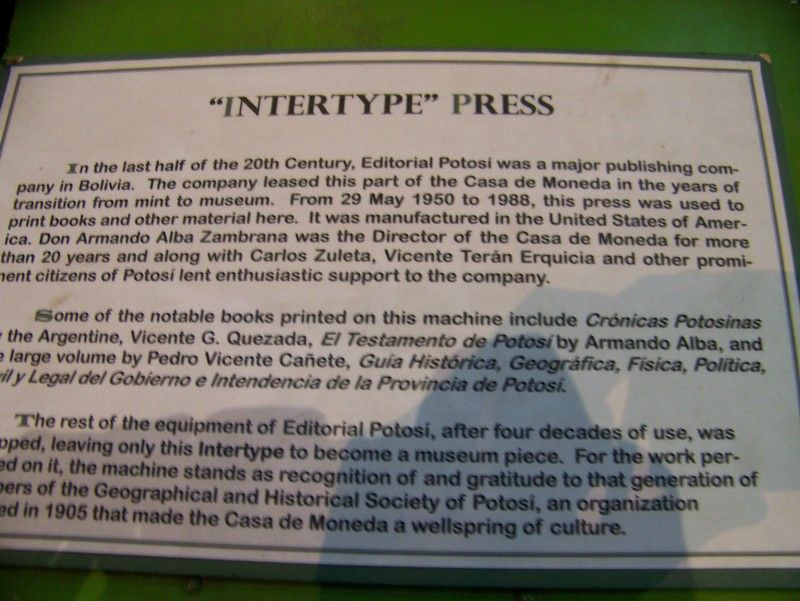 "INTERTYPE" PRESS
In the last half of the 20th Century, Editorial Potosí was a major publishing com-
pany in Bolivia. The company leased this part of the Casa de Moneda in the years of
transition from mint to museum. From 29 May 1950 to 1988, this press was used to
print books and other material here. It was manufactured in the United States of Amer-
ica. Don Armando Alba Zambrana was the Director of the Casa de Moneda for more
than 20 years and along with Carlos Zuleta, Vicente Terán Erquicia and other promi-
nent citizens of Potosí lent enthusiastic support to the company.
Some of the notable books printed on this machine include Crónicas Potosinas
the Argentine, Vicente G. Quezada, El Testamento de Potosí by Armando Alba, and
large volume by Pedro Vicente Cañete, Guía Histórica, Geográfica, Física, Política,
y Legal del Gobierno e Intendencia de la Provincia de Potosí.
The rest of the equipment of Editorial Potosí, after four decades of use, was
pped, leaving only this Intertype to become a museum piece. For the work per-
ed on it, the machine stands as recognition of and gratitude to that generation of
bers of the Geographical and Historical Society of Potosí, an organization
ed in 1905 that made the Casa de Moneda a wellspring of culture.